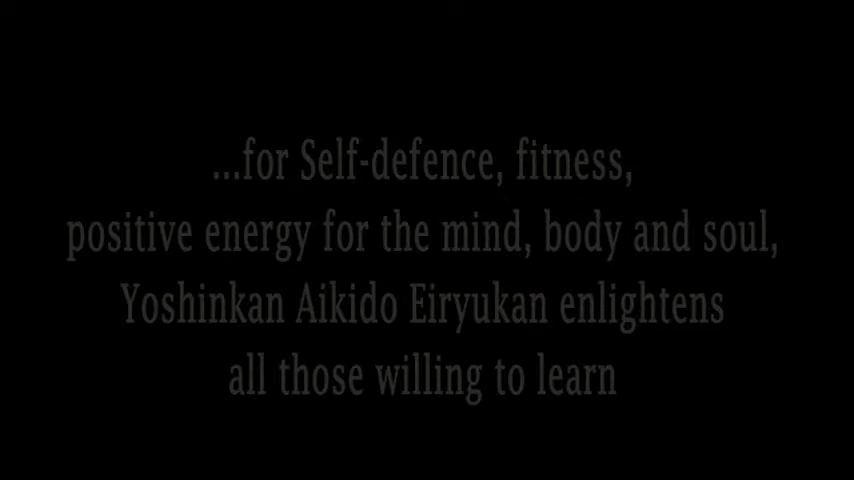 ...for Self-defence, fitness,
positive energy for the mind, body and soul,
Yoshinkan Aikido Eiryukan enlightens
all those willing to learn